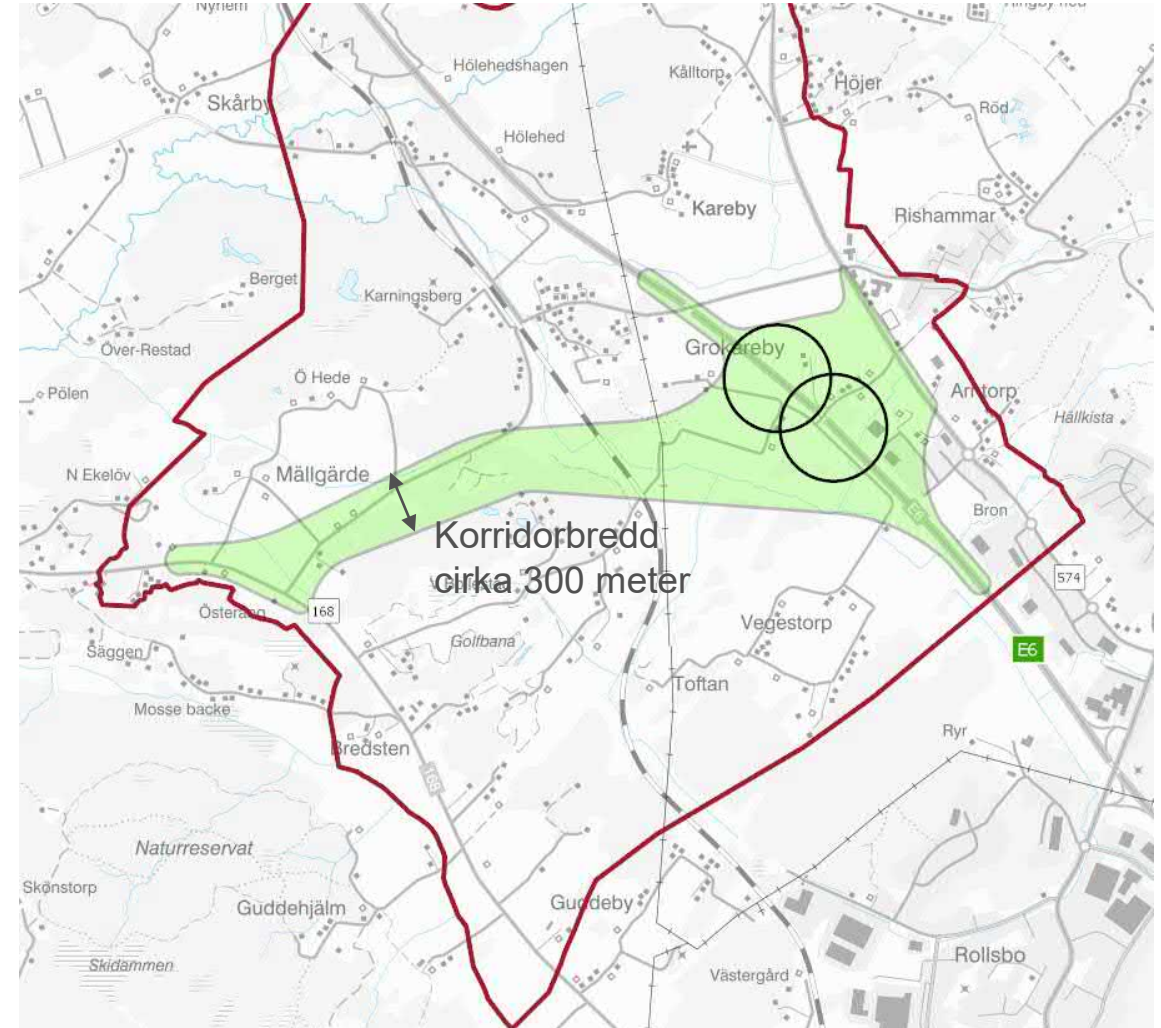 Hölehedshagen
Kålltorp
Höjer
Skårby
Röd
Hölehed
Kareby
Rishammar
Berget
Karningsberg
Över-Restad
Grokareby
Ö Hede
Pölen
Arntorp
Hällkista
N Ekelöv
Mällgärde
E6
Bron
Korridorbredd
cirka 300 meter
574
Österäng
168
Vegestorp
Säggen
Golfbana
E6
Toftan
Mosse backe
Bredsten
Ryr
168
Naturreservat
Skönstorp
Guddehjälm
Guddeby
Rollsbo
Skidammen
Västergård